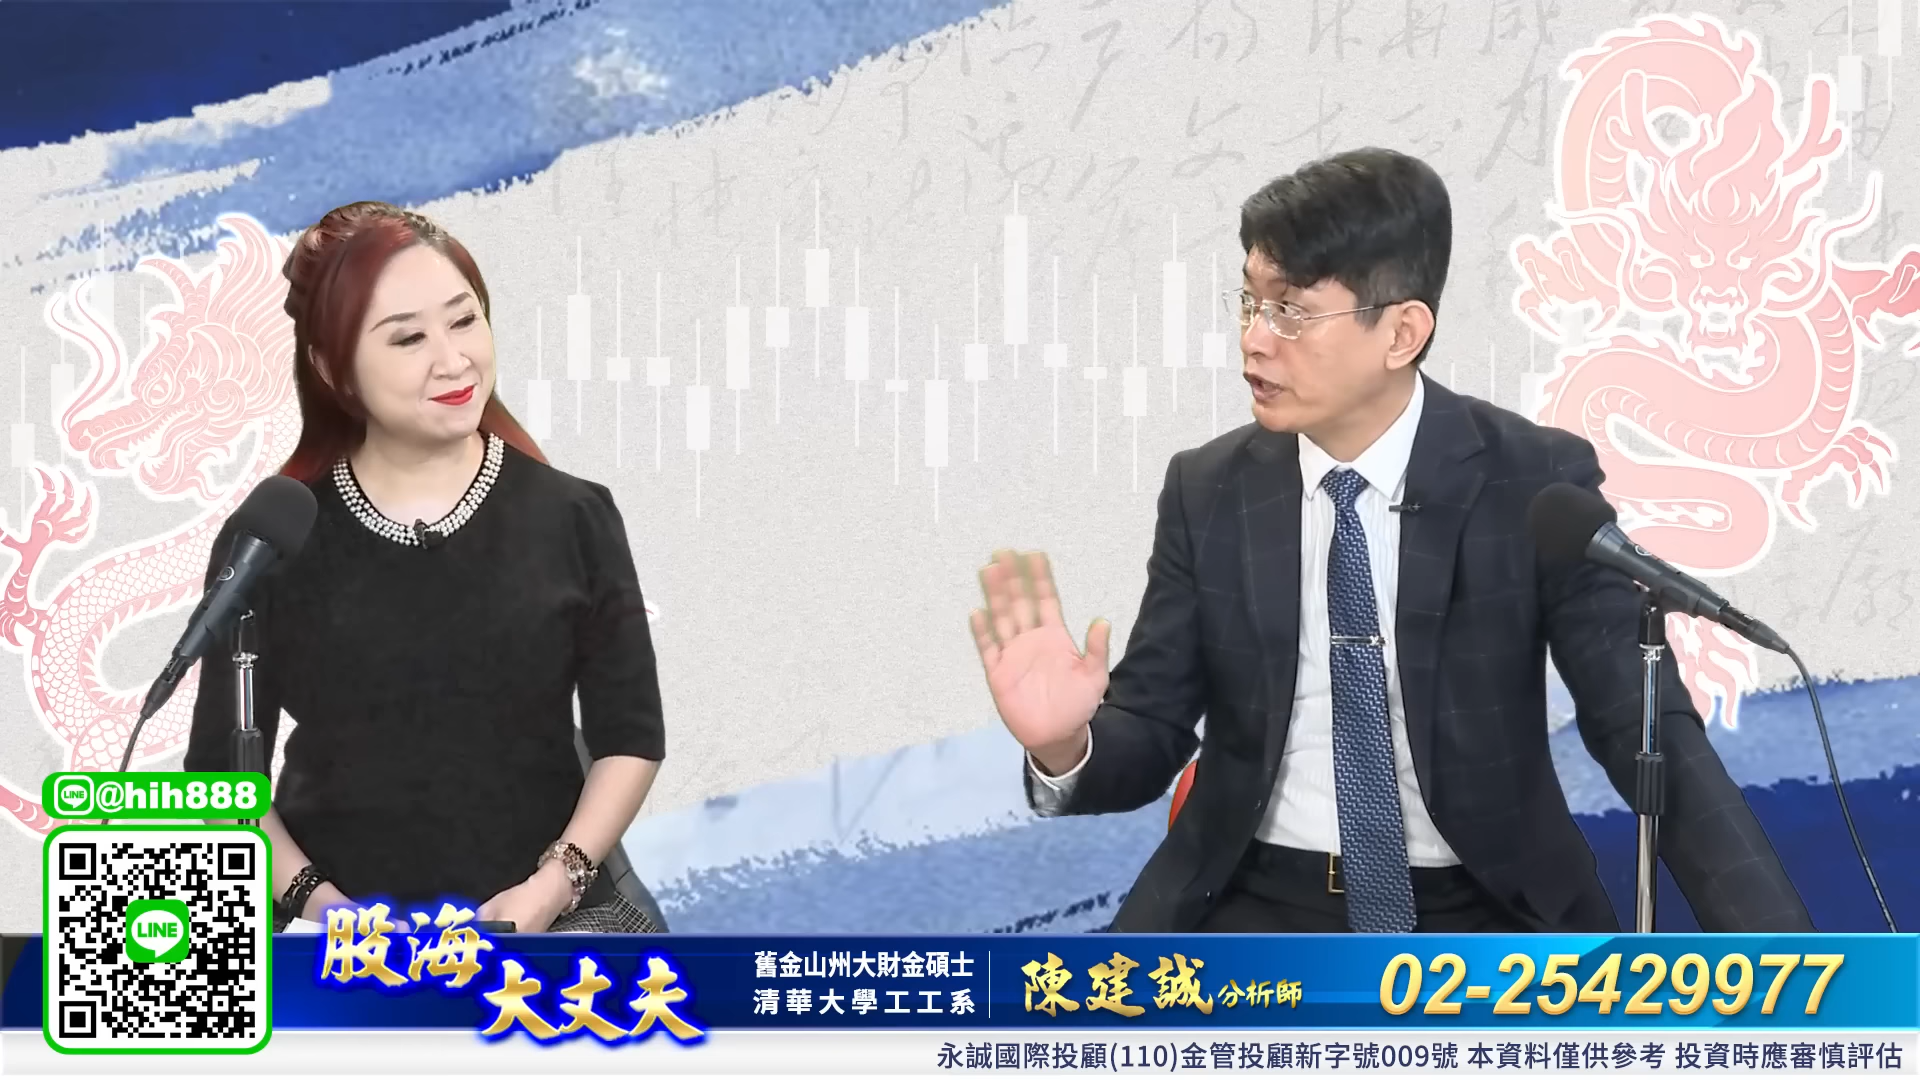 LINE @hih888
LINE
股海
大丈夫
舊金山州大財金碩士
清華大學工工系
陳建誠分析師
02-25429977
永誠國際投顧(110)金管投顧新字號009號 本資料僅供參考 投資時應審慎評估